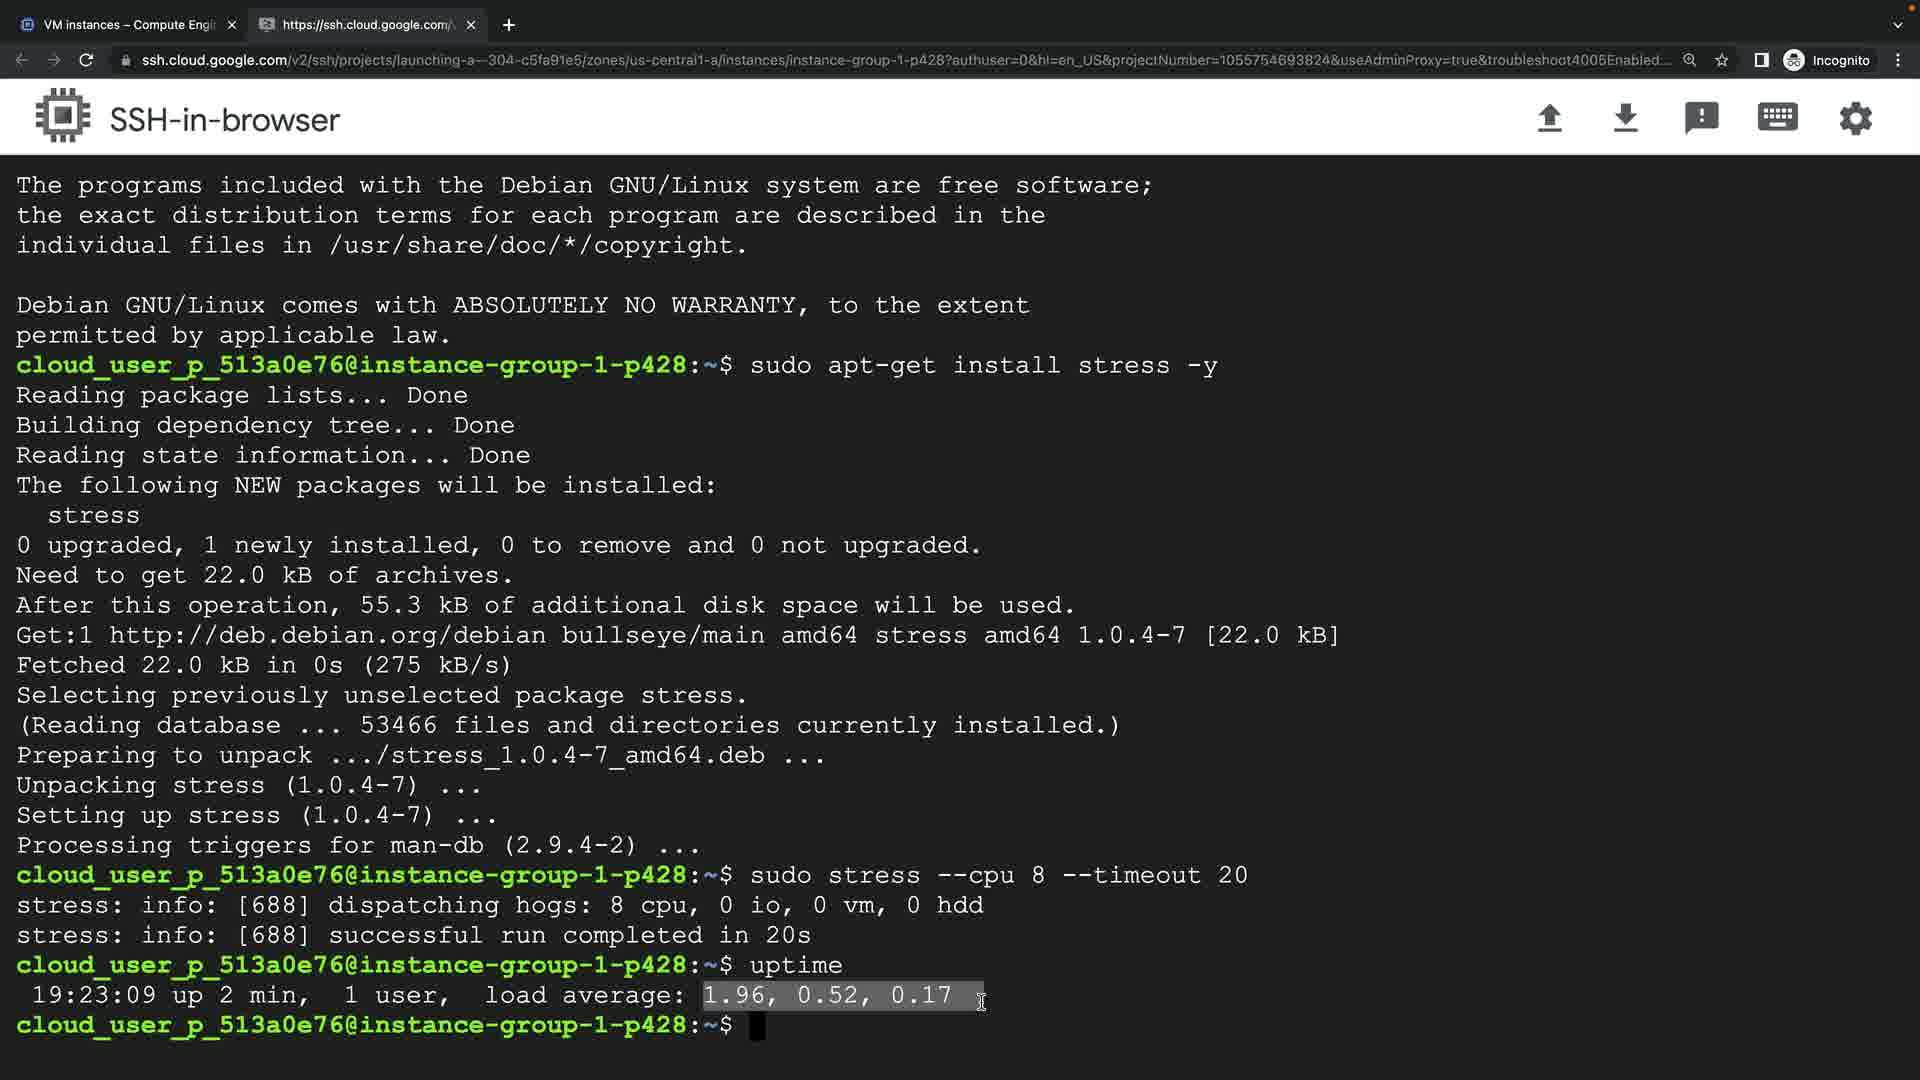 VM instances – Compute Engi
https://ssh.cloud.google.com/v
ssh.cloud.google.com/v2/ssh/projects/launching-a--304-c5fa91e5/zones/us-central1-a/instances/instance-group-1-p428?authuser=0&hl=en_US&projectNumber=1055754693824&useAdminProxy=true&troubleshoot4005Enabled...
Incognito
SSH-in-browser
The programs included with the Debian GNU/Linux system are free software;
the exact distribution terms for each program are described in the
individual files in /usr/share/doc/*/copyright.
Debian GNU/Linux comes with ABSOLUTELY NO WARRANTY, to the extent
permitted by applicable law.
cloud_user_p_513a0e76@instance-group-1-p428:~$ sudo apt-get install stress -y
Reading package lists... Done
Building dependency tree... Done
Reading state information... Done
The following NEW packages will be installed:
stress
0 upgraded, 1 newly installed, 0 to remove and 0 not upgraded.
Need to get 22.0 kB of archives.
After this operation, 55.3 kB of additional disk space will be used.
Get:1 http://deb.debian.org/debian bullseye/main amd64 stress amd64 1.0.4-7 [22.0 kB]
Fetched 22.0 kB in 0s (275 kB/s)
Selecting previously unselected package stress.
(Reading database ... 53466 files and directories currently installed.)
Preparing to unpack .../stress_1.0.4-7_amd64.deb ...
Unpacking stress (1.0.4-7) ...
Setting up stress (1.0.4-7) ...
Processing triggers for man-db (2.9.4-2) ...
cloud_user_p_513a0e76@instance-group-1-p428:~$ sudo stress --cpu 8 --timeout 20
stress: info: [688] dispatching hogs: 8 cpu, 0 io, 0 vm, 0 hdd
stress: info: [688] successful run completed in 20s
cloud_user_p_513a0e76@instance-group-1-p428:~$ uptime
19:23:09 up 2 min,  1 user,  load average: 1.96, 0.52, 0.17
cloud_user_p_513a0e76@instance-group-1-p428:~$